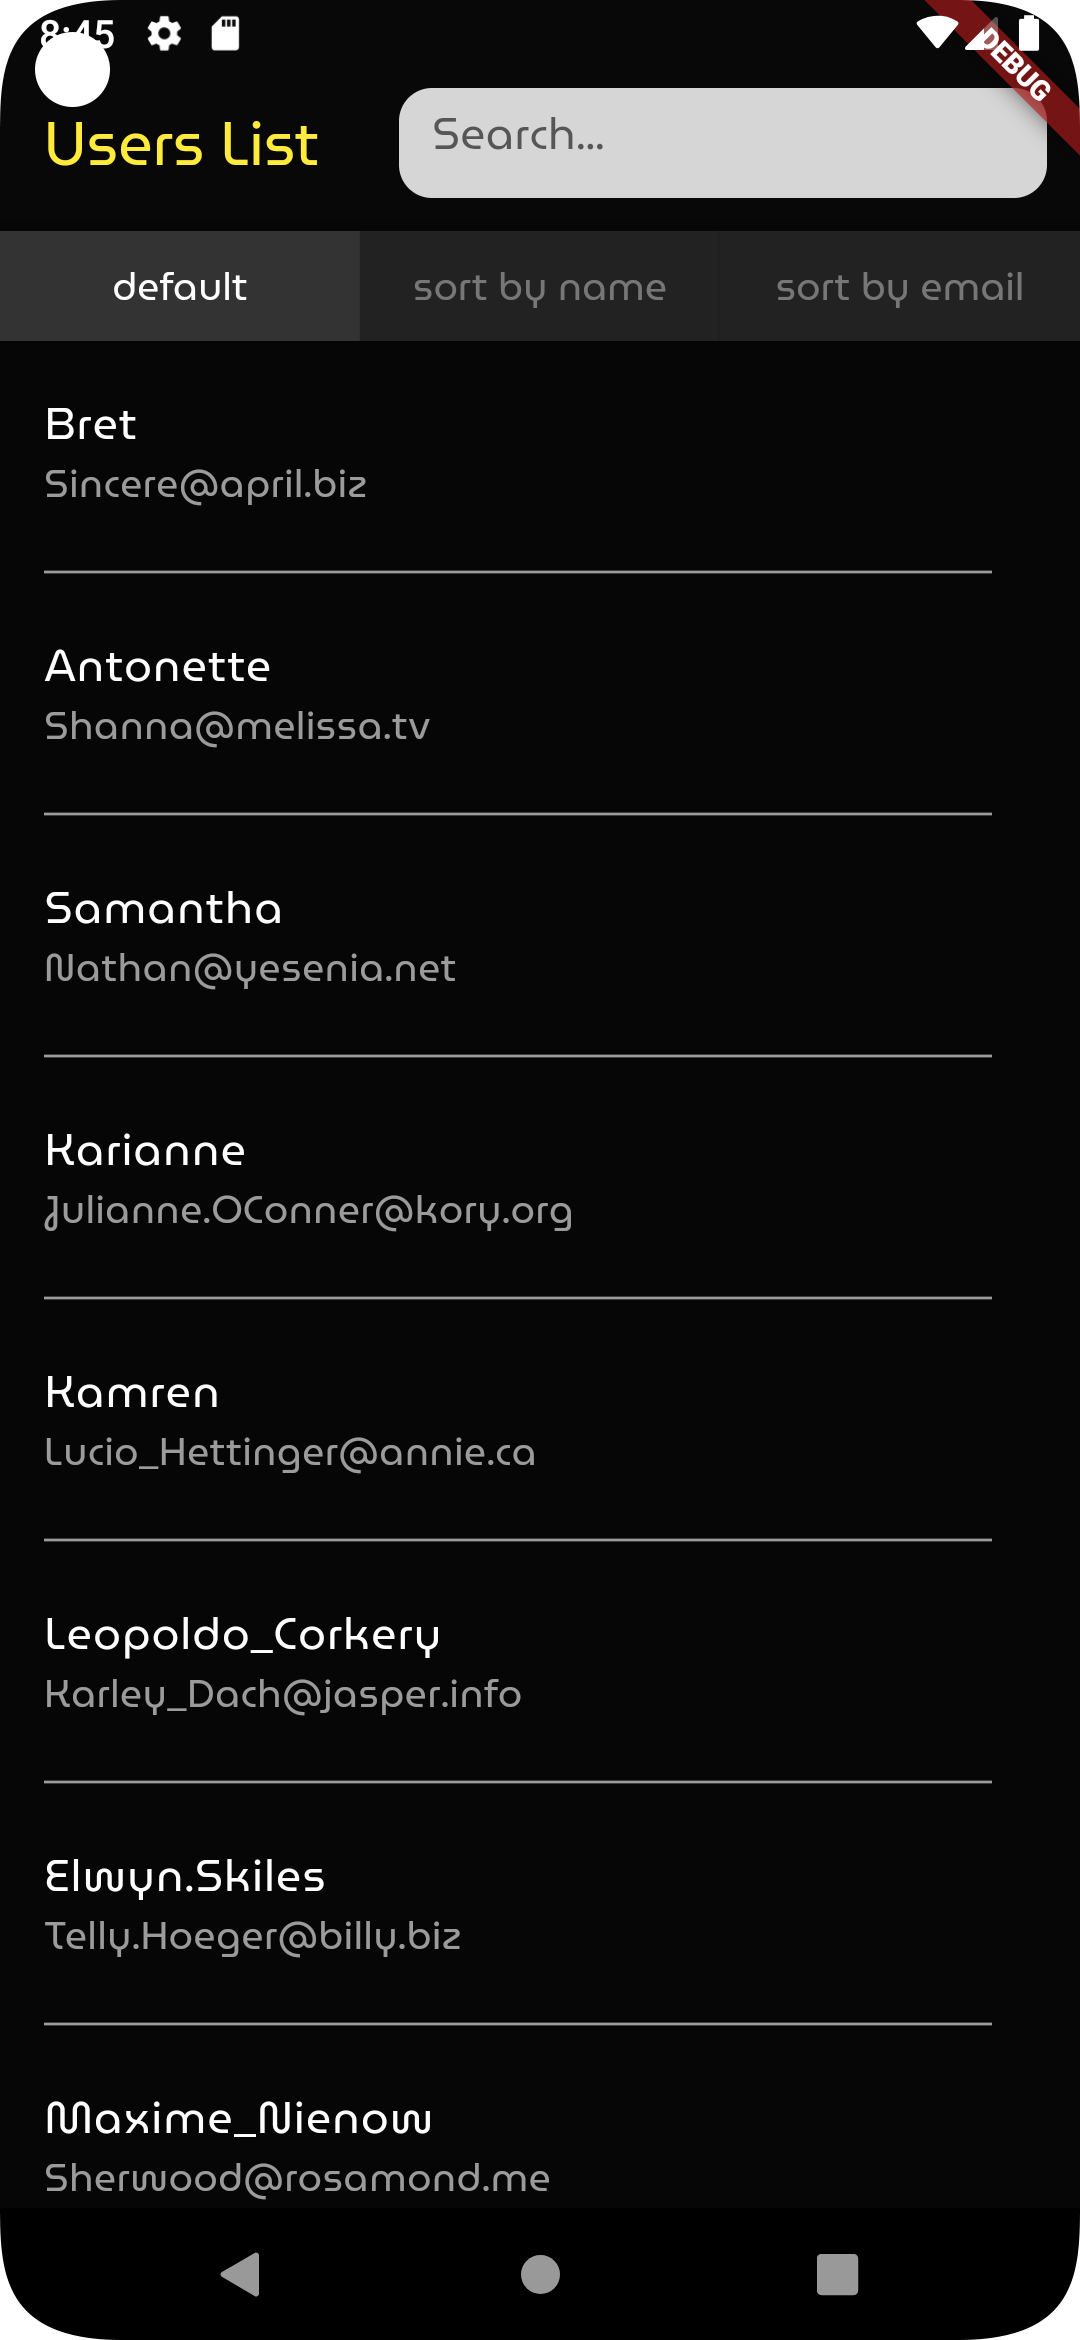 8:45
DEBUG
Users List
Search...
default
sort by name
sort by email
Bret
Sincere@april.biz
Antonette
Shanna@melissa.tv
Samantha
Nathan@yesenia.net
Karianne
Julianne.OConner@kory.org
Kamren
Lucio_Hettinger@annie.ca
Leopoldo_Corkery
Karley_Dach@jasper.info
Elwyn.Skiles
Telly.Hoeger@billy.biz
Maxime_Nienow
Sherwood@rosamond.me